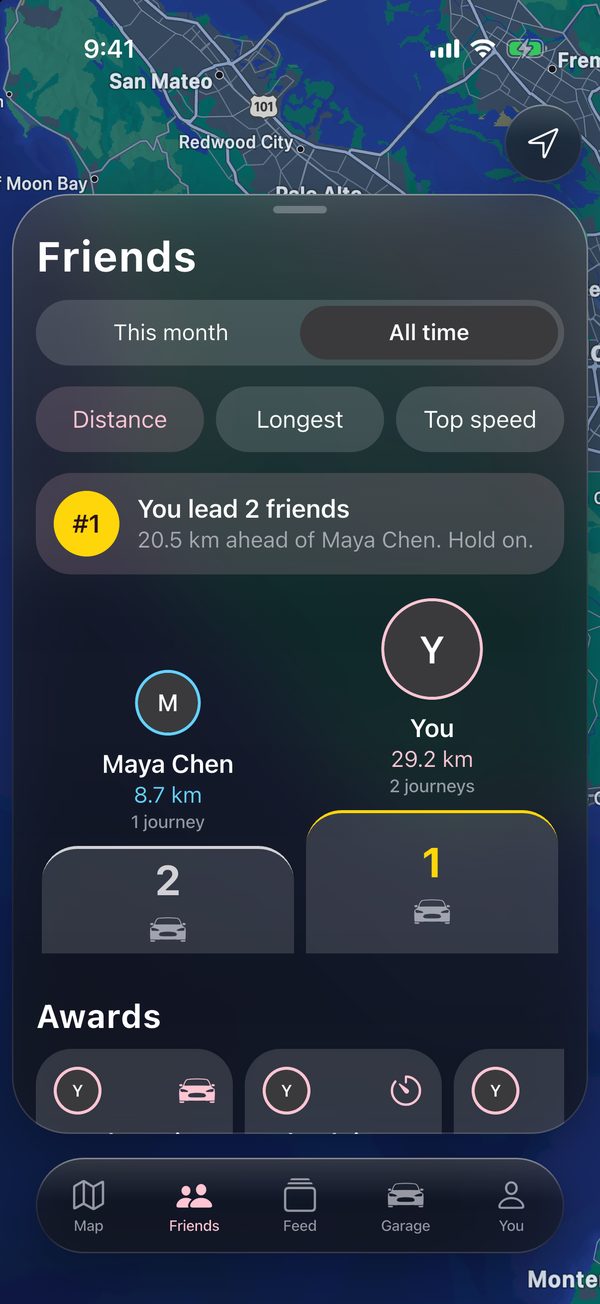 9:41
San Mateo
101
Redwood City
Moon Bay
Palo Alto
Friends
This month
All time
Distance
Longest
Top speed
#1
You lead 2 friends
20.5 km ahead of Maya Chen. Hold on.
Y
You
29.2 km
2 journeys
M
Maya Chen
8.7 km
1 journey
1
2
Awards
Y
Y
Y
Map
Friends
Feed
Garage
You